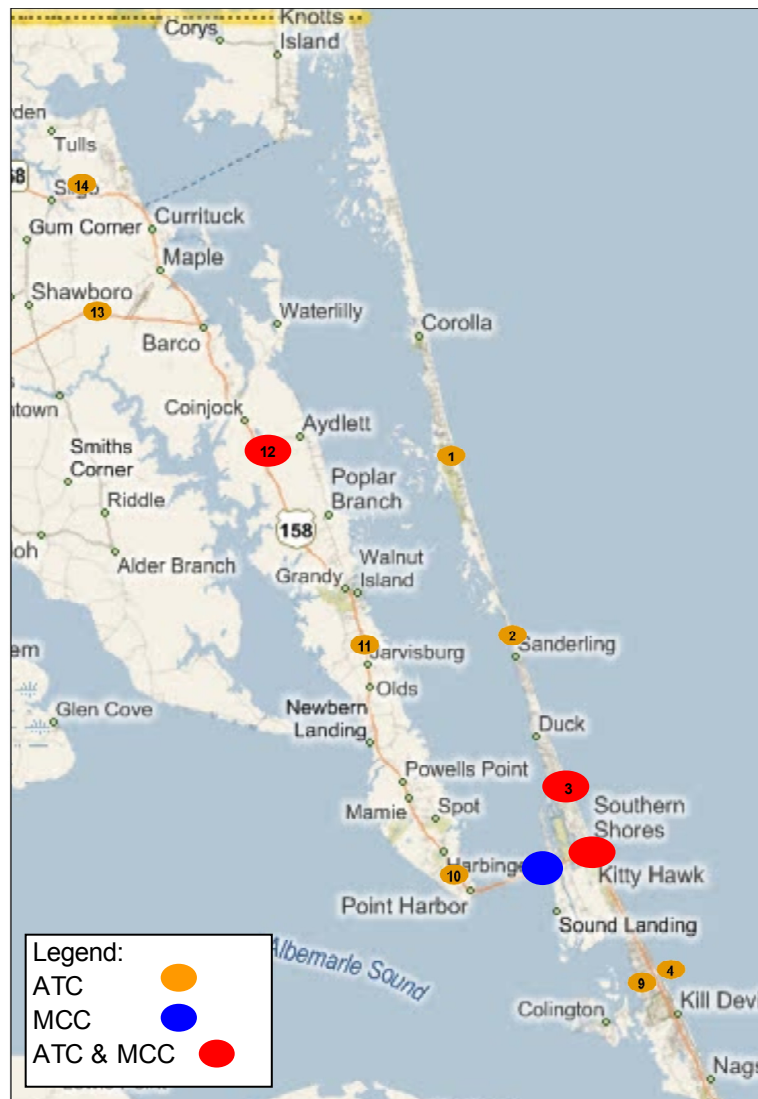 Knotts
Island
Corys
Tulls
14
Currituck
Gum Corner
Maple
Shawboro
13
Waterlilly
Corolla
Barco
Coinjock
Aydlett
1
12
Smiths
Corner
Poplar
Branch
Riddle
158
Alder Branch
Walnut
Island
Grandy
11
2
Jarvisburg
Sanderling
Olds
Glen Cove
Newbern
Landing
Duck
Powells Point
3
Mamie
Spot
Southern
Shores
Harbinge
10
Kitty Hawk
Point Harbor
Sound Landing
Legend:
ATC
MCC
ATC & MCC
Albemarle Sound
4
9
Colington
Kill Devi
Nags